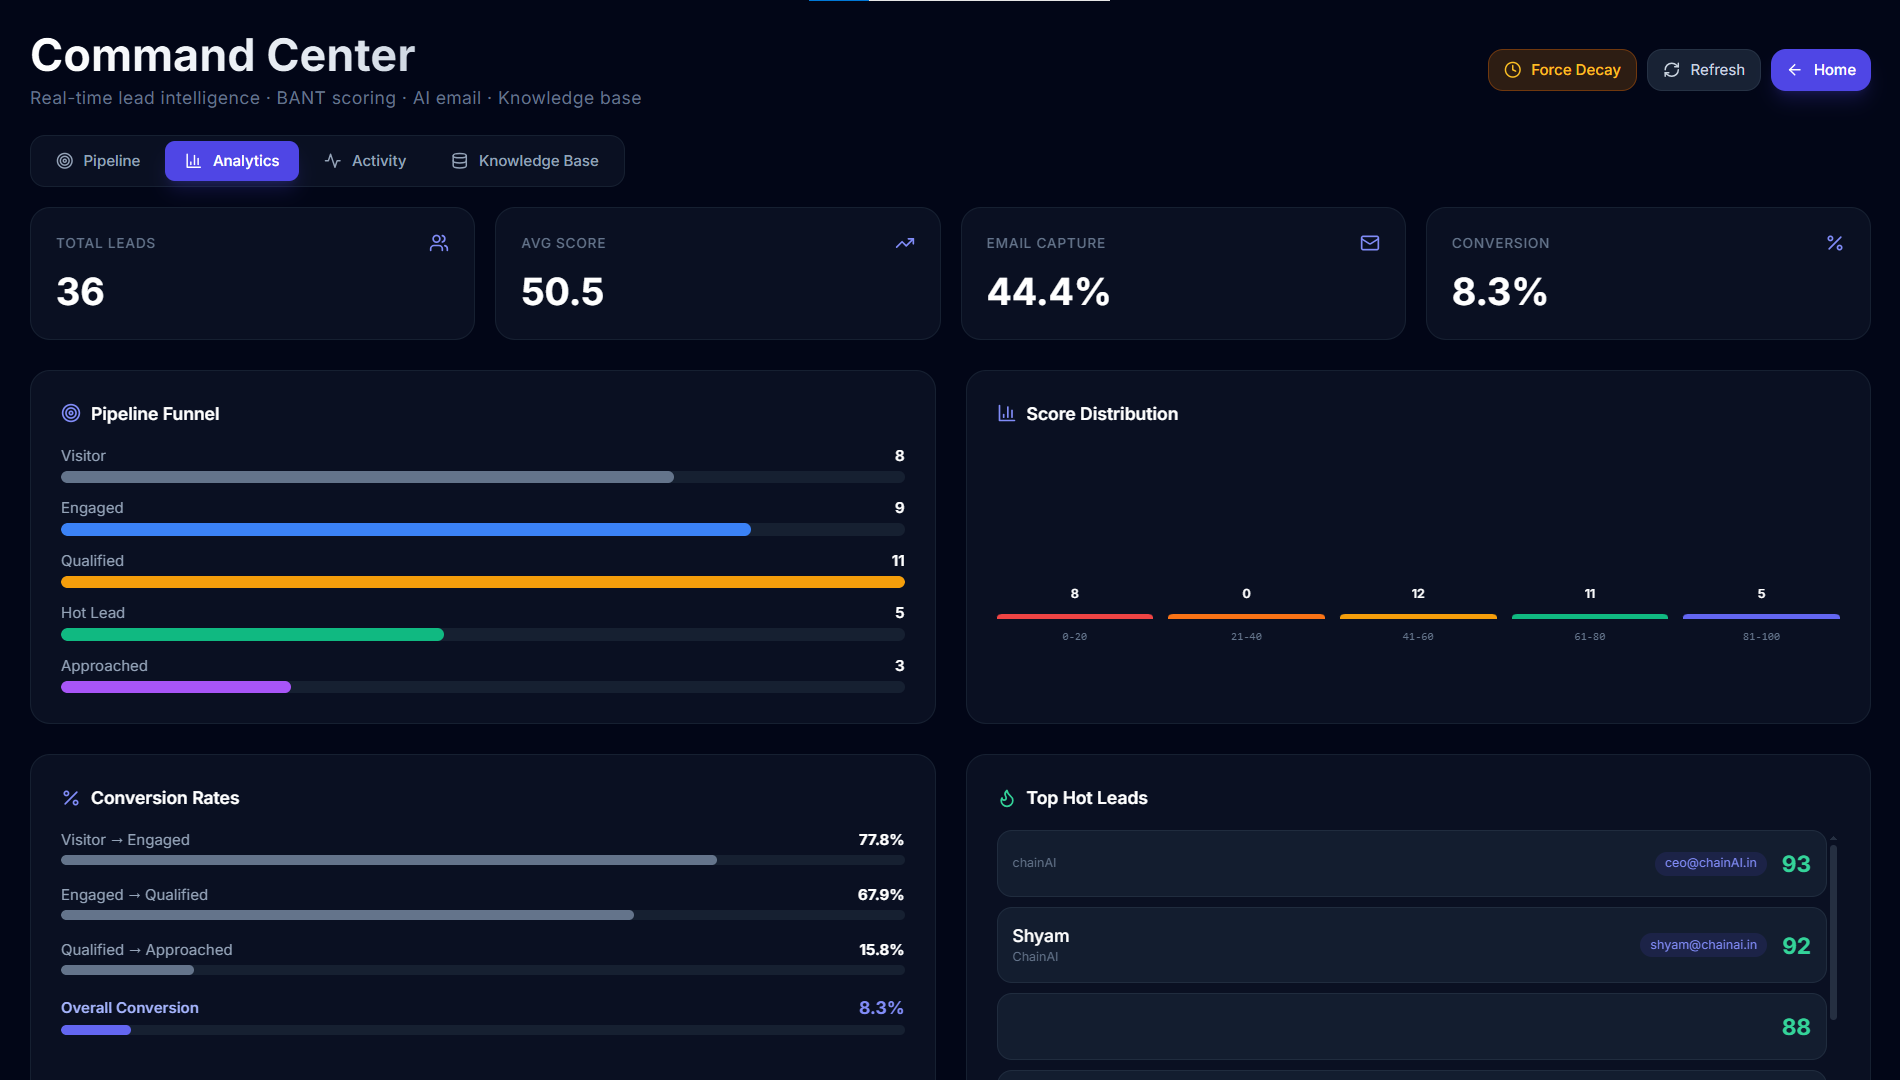 Command Center
Real-time lead intelligence · BANT scoring · AI email · Knowledge base
Force Decay
Refresh
Home
Pipeline
Analytics
Activity
Knowledge Base
TOTAL LEADS
36
AVG SCORE
50.5
EMAIL CAPTURE
44.4%
CONVERSION
8.3%
Pipeline Funnel
Visitor 8
Engaged 9
Qualified 11
Hot Lead 5
Approached 3
Score Distribution
8 0 12 11 5
0-20 21-40 41-60 61-80 81-100
Conversion Rates
Visitor → Engaged 77.8%
Engaged → Qualified 67.9%
Qualified → Approached 15.8%
Overall Conversion 8.3%
Top Hot Leads
chainAI ceo@chainAI.in 93
Shyam
ChainAI
shyam@chainai.in 92
88